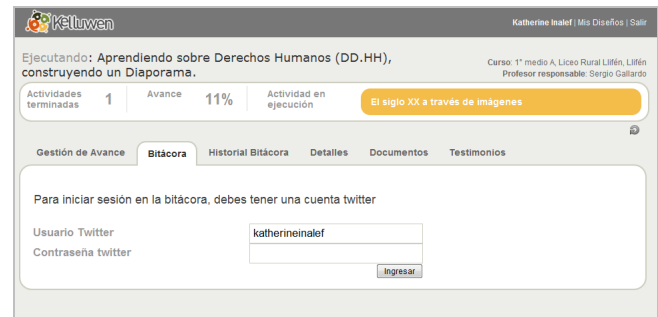 Kelluwen
Katherine Inalef | Mis Diseños | Salir
Ejecutando: Aprendiendo sobre Derechos Humanos (DD.HH),
construyendo un Diaporama.
Curso: 1° medio A, Liceo Rural Llifén, Llifén
Profesor responsable: Sergio Gallardo
Actividades terminadas 1 Avance 11% Actividad en ejecución El siglo XX a través de imágenes
Gestión de Avance Bitácora Historial Bitácora Detalles Documentos Testimonios
Para iniciar sesión en la bitácora, debes tener una cuenta twitter
Usuario Twitter katherineinalef
Contraseña twitter
Ingresar